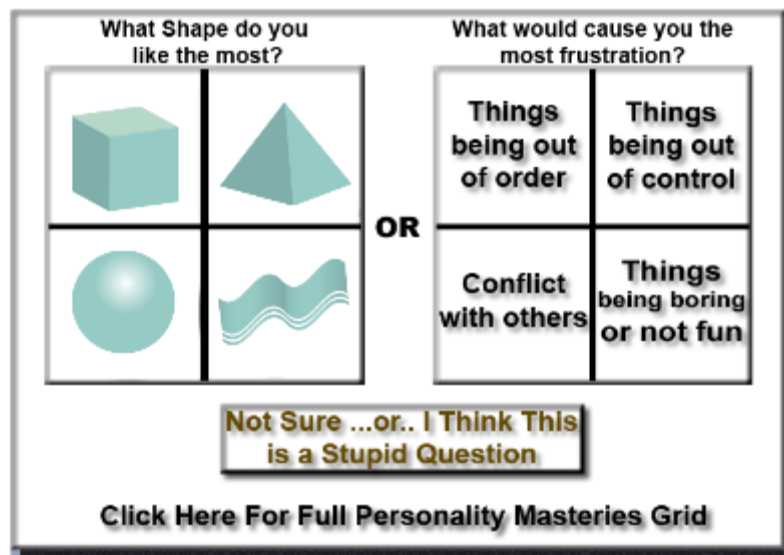 What Shape do you
like the most?
What would cause you the
most frustration?
Things
being out
of order
Things
being out
of control
OR
Conflict
with others
Things
being boring
or not fun
Not Sure ...or.. I Think This
is a Stupid Question
Click Here For Full Personality Masteries Grid